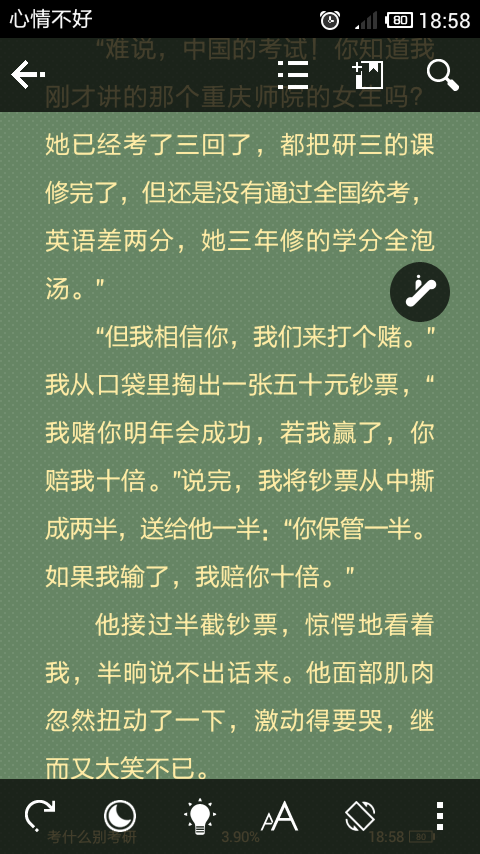 心情不好
80
18:58
“难说，中国的考试！你知道我
刚才讲的那个重庆师院的女生吗？
她已经考了三回了，都把研三的课
修完了，但还是没有通过全国统考，
英语差两分，她三年修的学分全泡
汤。”
“但我相信你，我们来打个赌。”
我从口袋里掏出一张五十元钞票，“
我赌你明年会成功，若我赢了，你
赔我十倍。”说完，我将钞票从中撕
成两半，送给他一半：“你保管一半。
如果我输了，我赔你十倍。”
他接过半截钞票，惊愕地看着
我，半晌说不出话来。他面部肌肉
忽然扭动了一下，激动得要哭，继
而又大笑不已。
AA
考什么别考研
3.90%
18:58
80